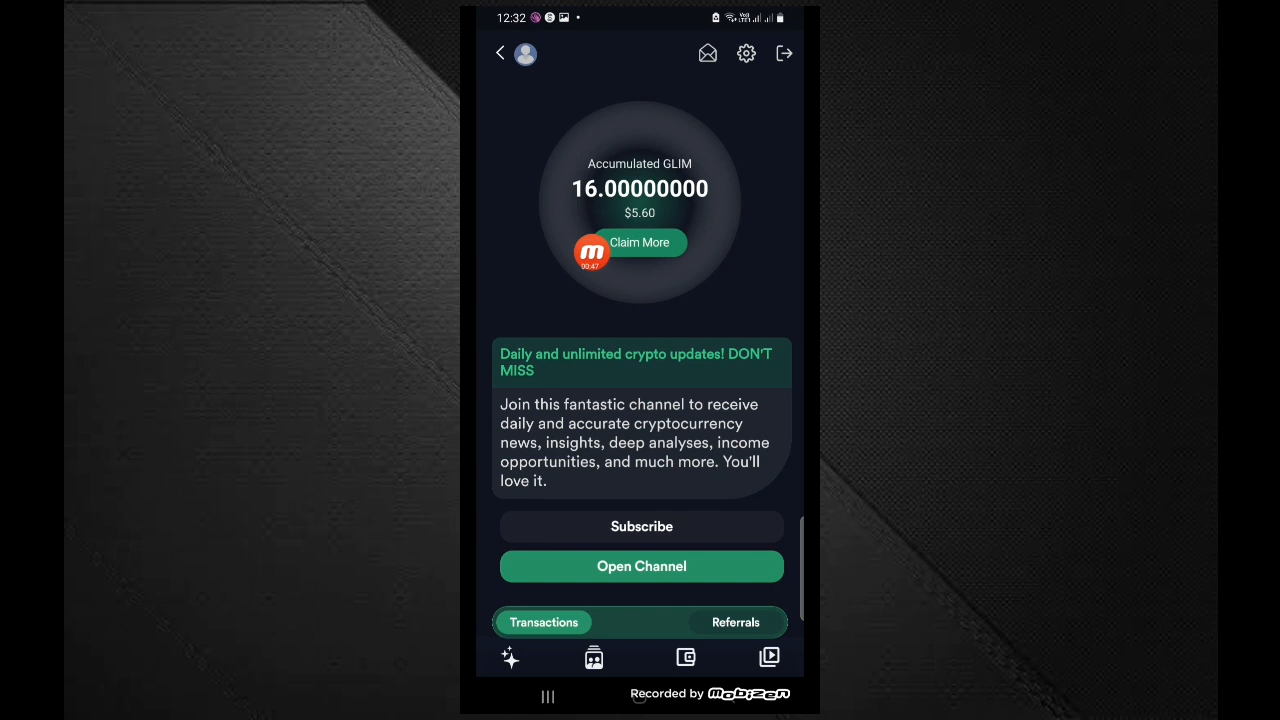 12:32
Accumulated GLIM
16.00000000
$5.60
Claim More
m
00:47
Daily and unlimited crypto updates! DON'T
MISS
Join this fantastic channel to receive
daily and accurate cryptocurrency
news, insights, deep analyses, income
opportunities, and much more. You'll
love it.
Subscribe
Open Channel
Transactions
Referrals
Recorded by mobizen